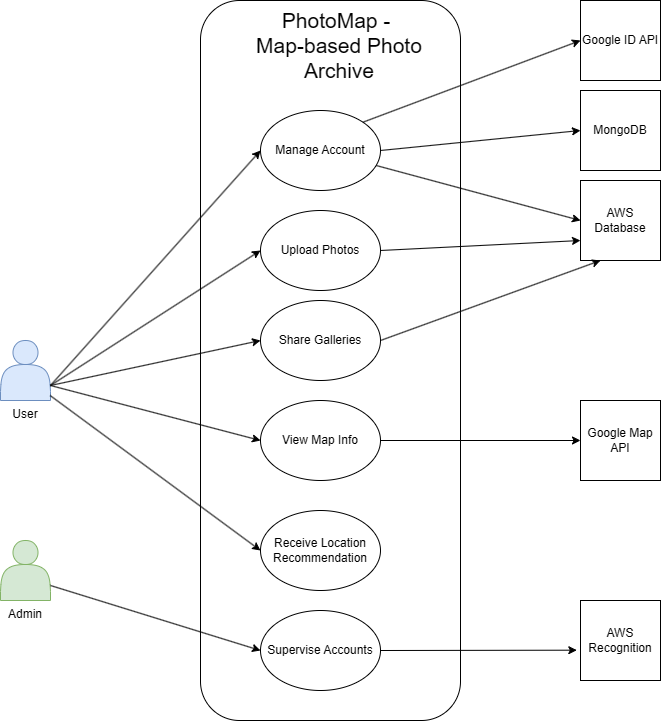 PhotoMap -
Map-based Photo
Archive
Google ID API
MongoDB
AWS
Database
Manage Account
Upload Photos
Share Galleries
User
View Map Info
Google Map
API
Receive Location
Recommendation
Admin
Supervise Accounts
AWS
Recognition